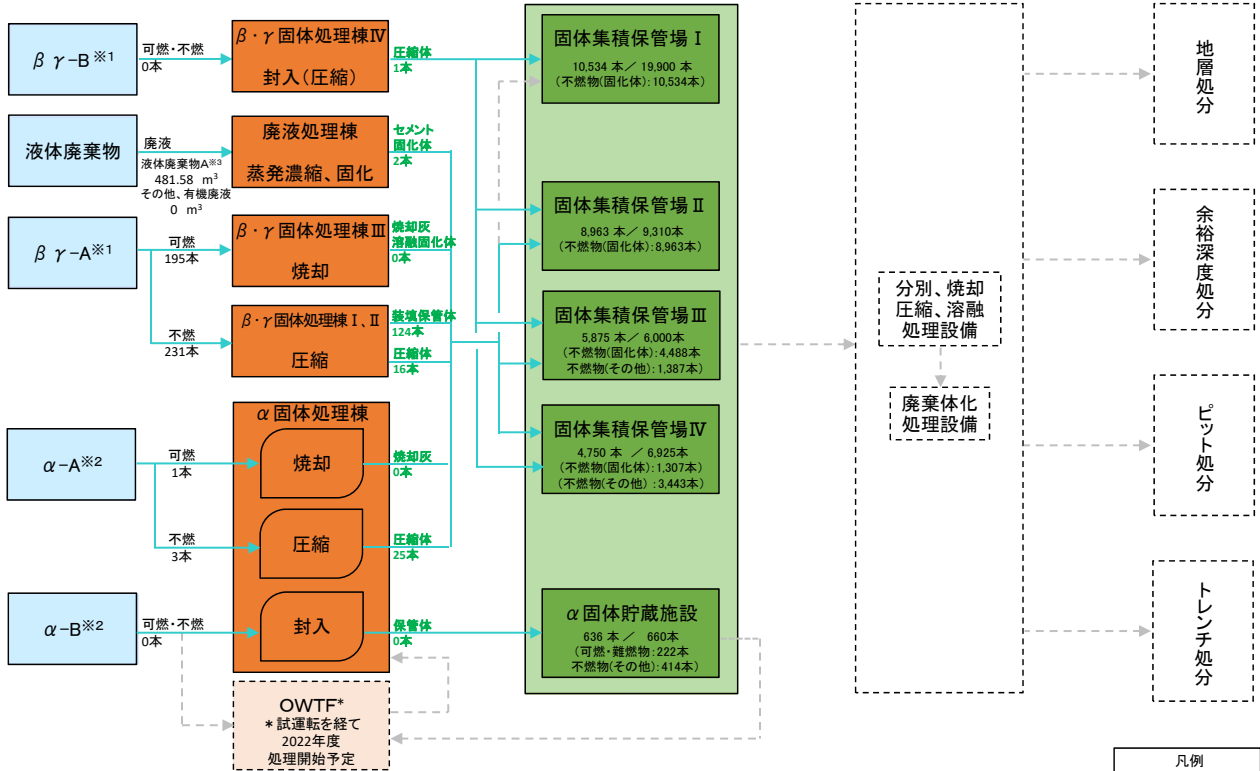 βγ-B※1
可燃・不燃
0本
β・γ固体処理棟Ⅳ
封入(圧縮)
圧縮体
1本
液体廃棄物
廃液
液体廃棄物A※3
481.58 m3
その他、有機廃液
0 m3
廃液処理棟
蒸発濃縮、固化
セメント
固化体
2本
βγ-A※1
可燃
195本
β・γ固体処理棟Ⅲ
焼却
焼却灰
溶融固化体
0本
不燃
231本
β・γ固体処理棟Ⅰ、Ⅱ
圧縮
装填保管体
124本
圧縮体
16本
α固体処理棟
α-A※2
可燃
1本
焼却
焼却灰
0本
不燃
3本
圧縮
圧縮体
25本
α-B※2
可燃・不燃
0本
封入
保管体
0本
OWTF*
*試運転を経て
2022年度
処理開始予定
固体集積保管場Ⅰ
10,534 本/ 19,900 本
(不燃物(固化体):10,534本)
固体集積保管場Ⅱ
8,963 本/ 9,310本
(不燃物(固化体):8,963本)
固体集積保管場Ⅲ
5,875 本/ 6,000本
(不燃物(固化体):4,488本
不燃物(その他):1,387本)
固体集積保管場Ⅳ
4,750 本 /6,925本
(不燃物(固化体):1,307本)
(不燃物(その他):3,443本)
α固体貯蔵施設
636 本/ 660本
(可燃・難燃物:222本
不燃物(その他):414本)
分別、焼却
圧縮、溶融
処理設備
廃棄体化
処理設備
地層処分
余裕深度処分
ピット処分
トレンチ処分
凡例